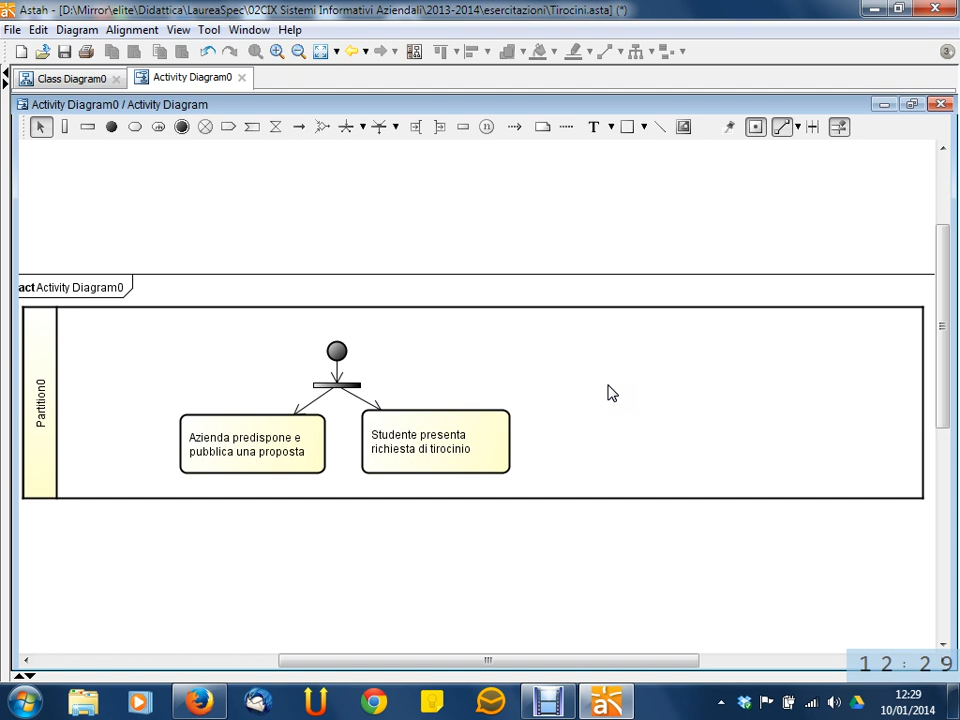 Astah - [D:\Mirror\elite\Didattica\LaureaSpec\02CIX Sistemi Informativi Aziendali\2013-2014\esercitazioni\Tirocini.asta] (*)
File Edit Diagram Alignment View Tool Window Help
3
Class Diagram0
Activity Diagram0
Activity Diagram0 / Activity Diagram
n
T
act Activity Diagram0
Partition0
Azienda predispone e
pubblica una proposta
Studente presenta
richiesta di tirocinio
12:29
12:29
10/01/2014